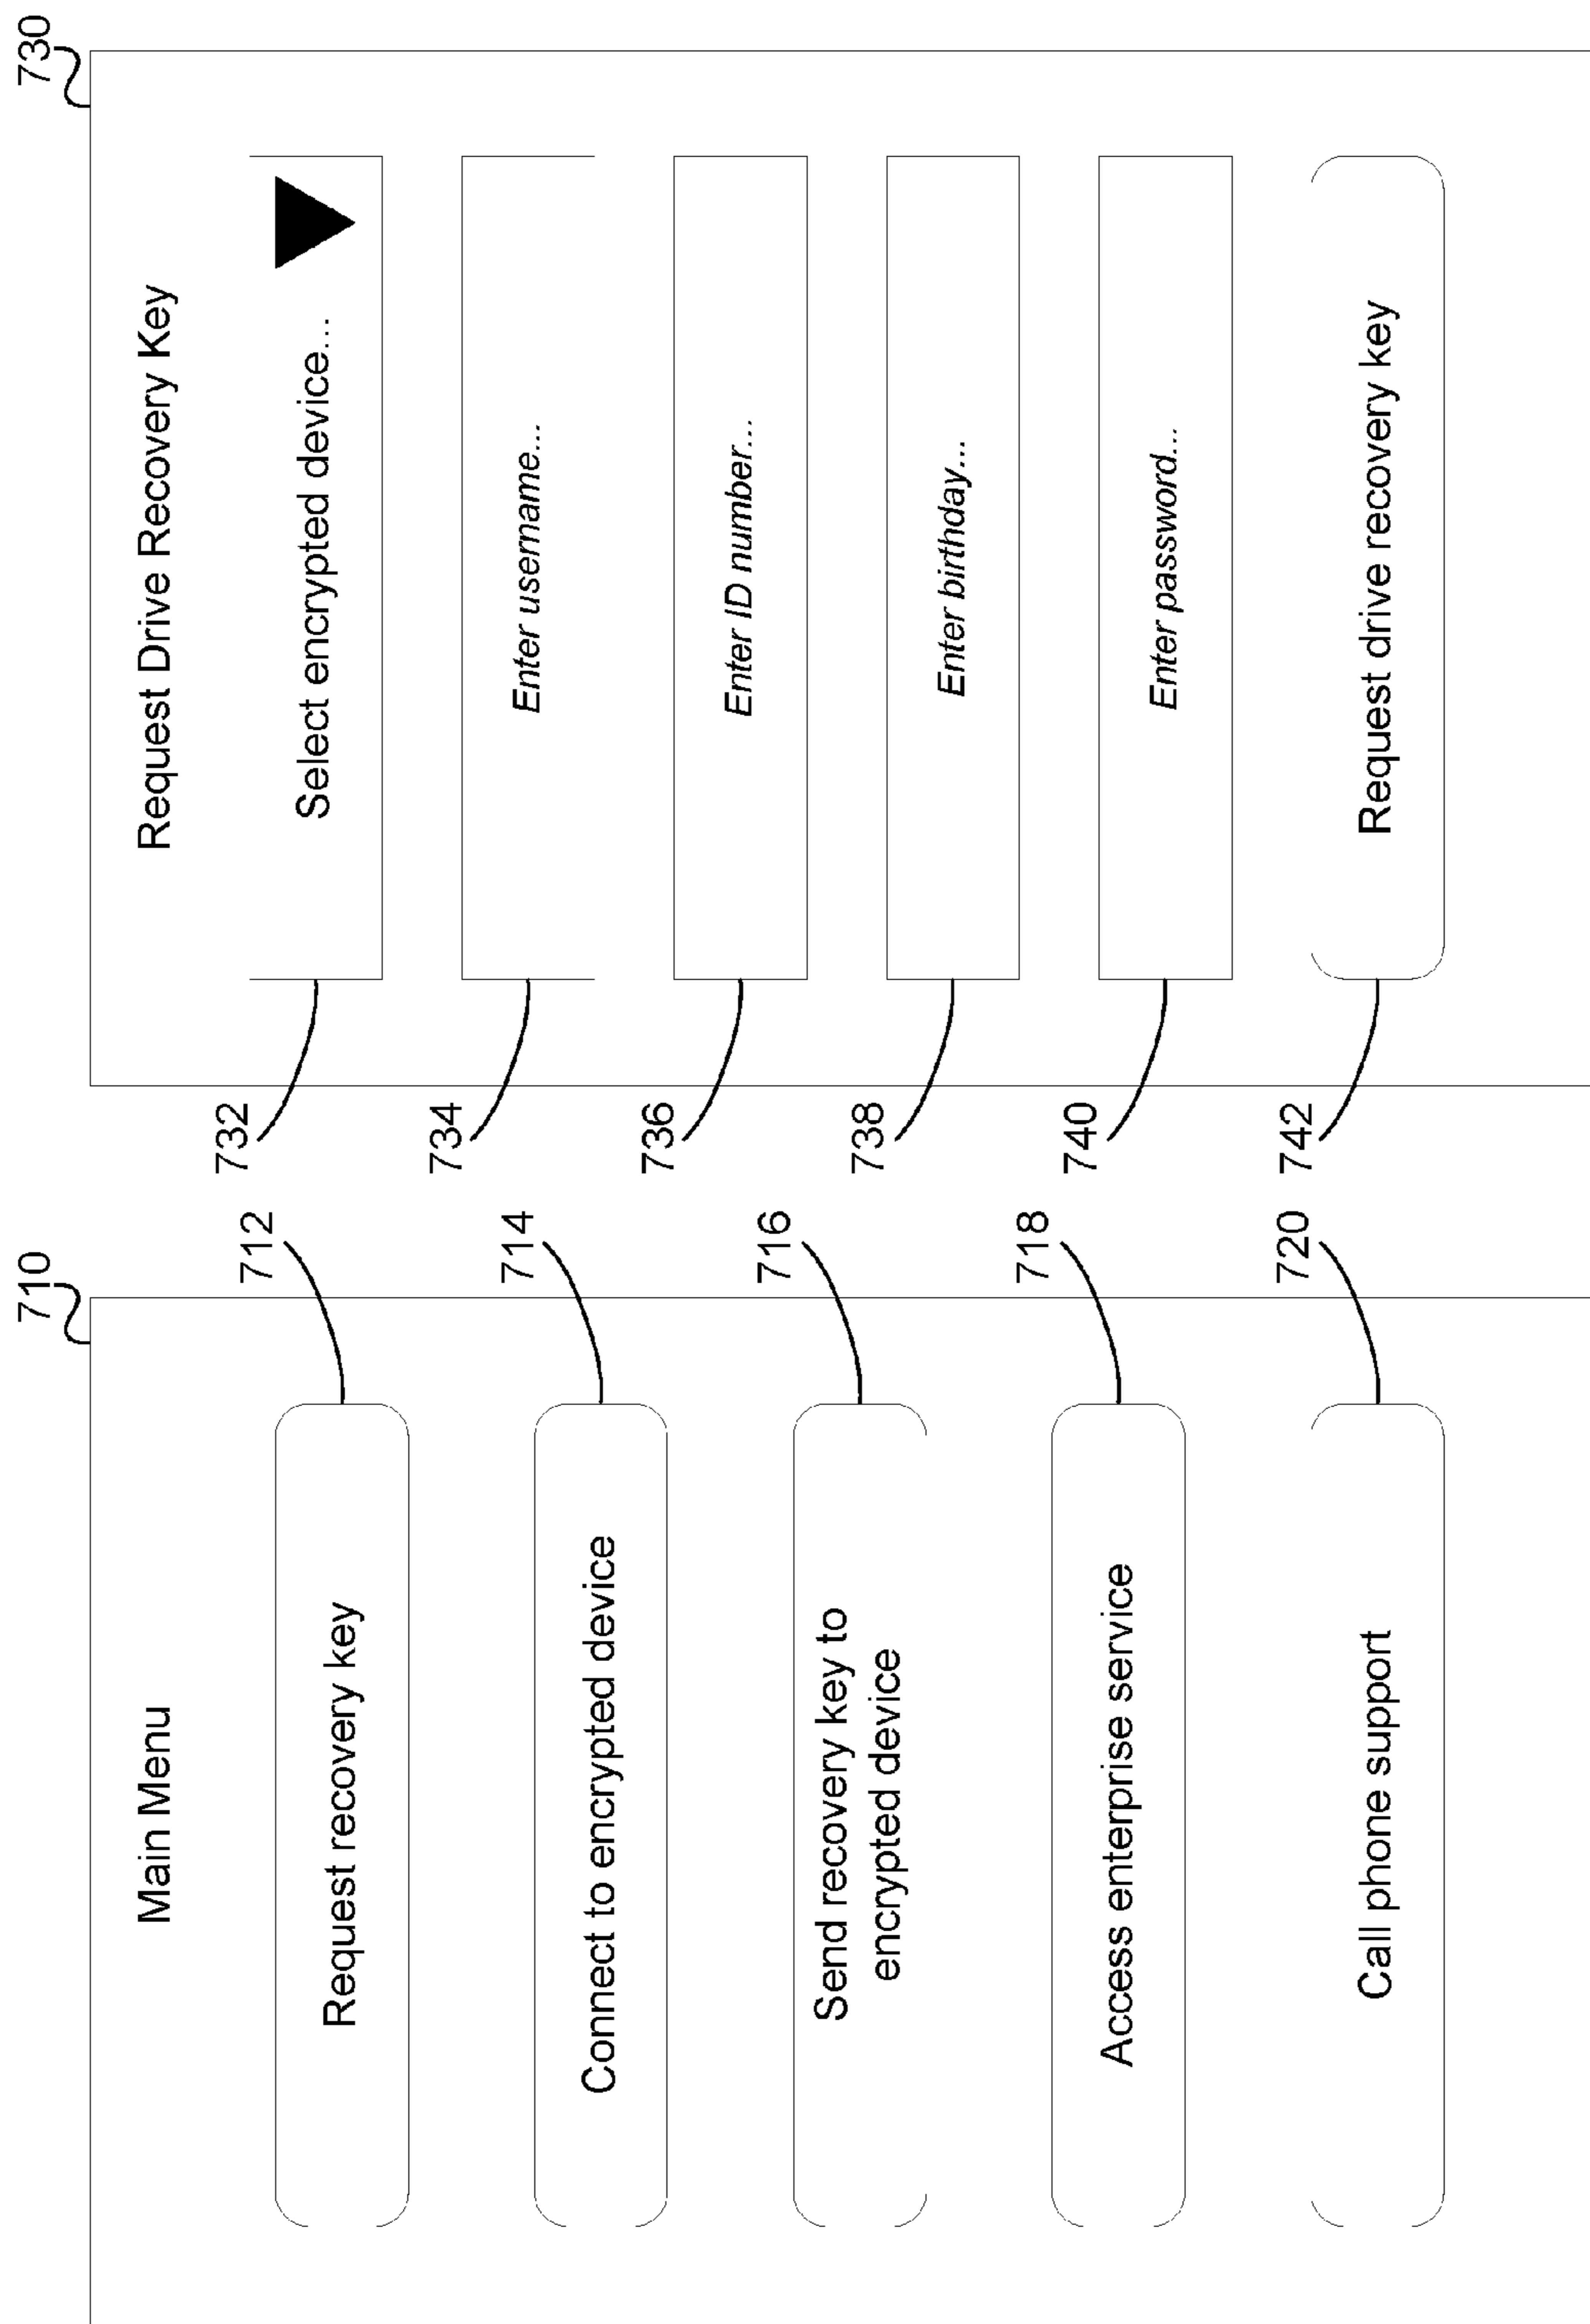 710
Main Menu
Request recovery key
712
Connect to encrypted device
714
Send recovery key to
encrypted device
716
Access enterprise service
718
Call phone support
720
730
Request Drive Recovery Key
732
Select encrypted device...
734
Enter username...
736
Enter ID number...
738
Enter birthday...
740
Enter password...
742
Request drive recovery key